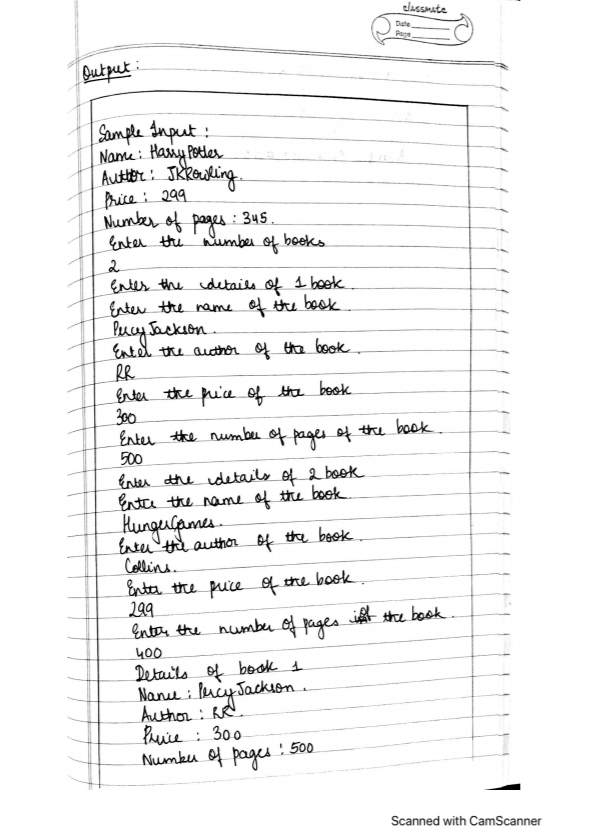 classmate
Date
Page
Output :
Sample Input :
Name : HarryPotter
Author : JKRowling.
Price : 299
Number of pages : 345.
Enter the number of books
2
Enter the details of 1 book.
Enter the name of the book.
PercyJackson.
Enter the author of the book.
RR
Enter the price of the book
300
Enter the number of pages of the book.
500
Enter the details of 2 book
Enter the name of the book.
HungerGames.
Enter the author of the book.
Collins.
Enter the price of the book.
299
Enter the number of pages of the book.
400
Details of book 1
Name : PercyJackson.
Author : RR.
Price : 300
Number of pages : 500
Scanned with CamScanner